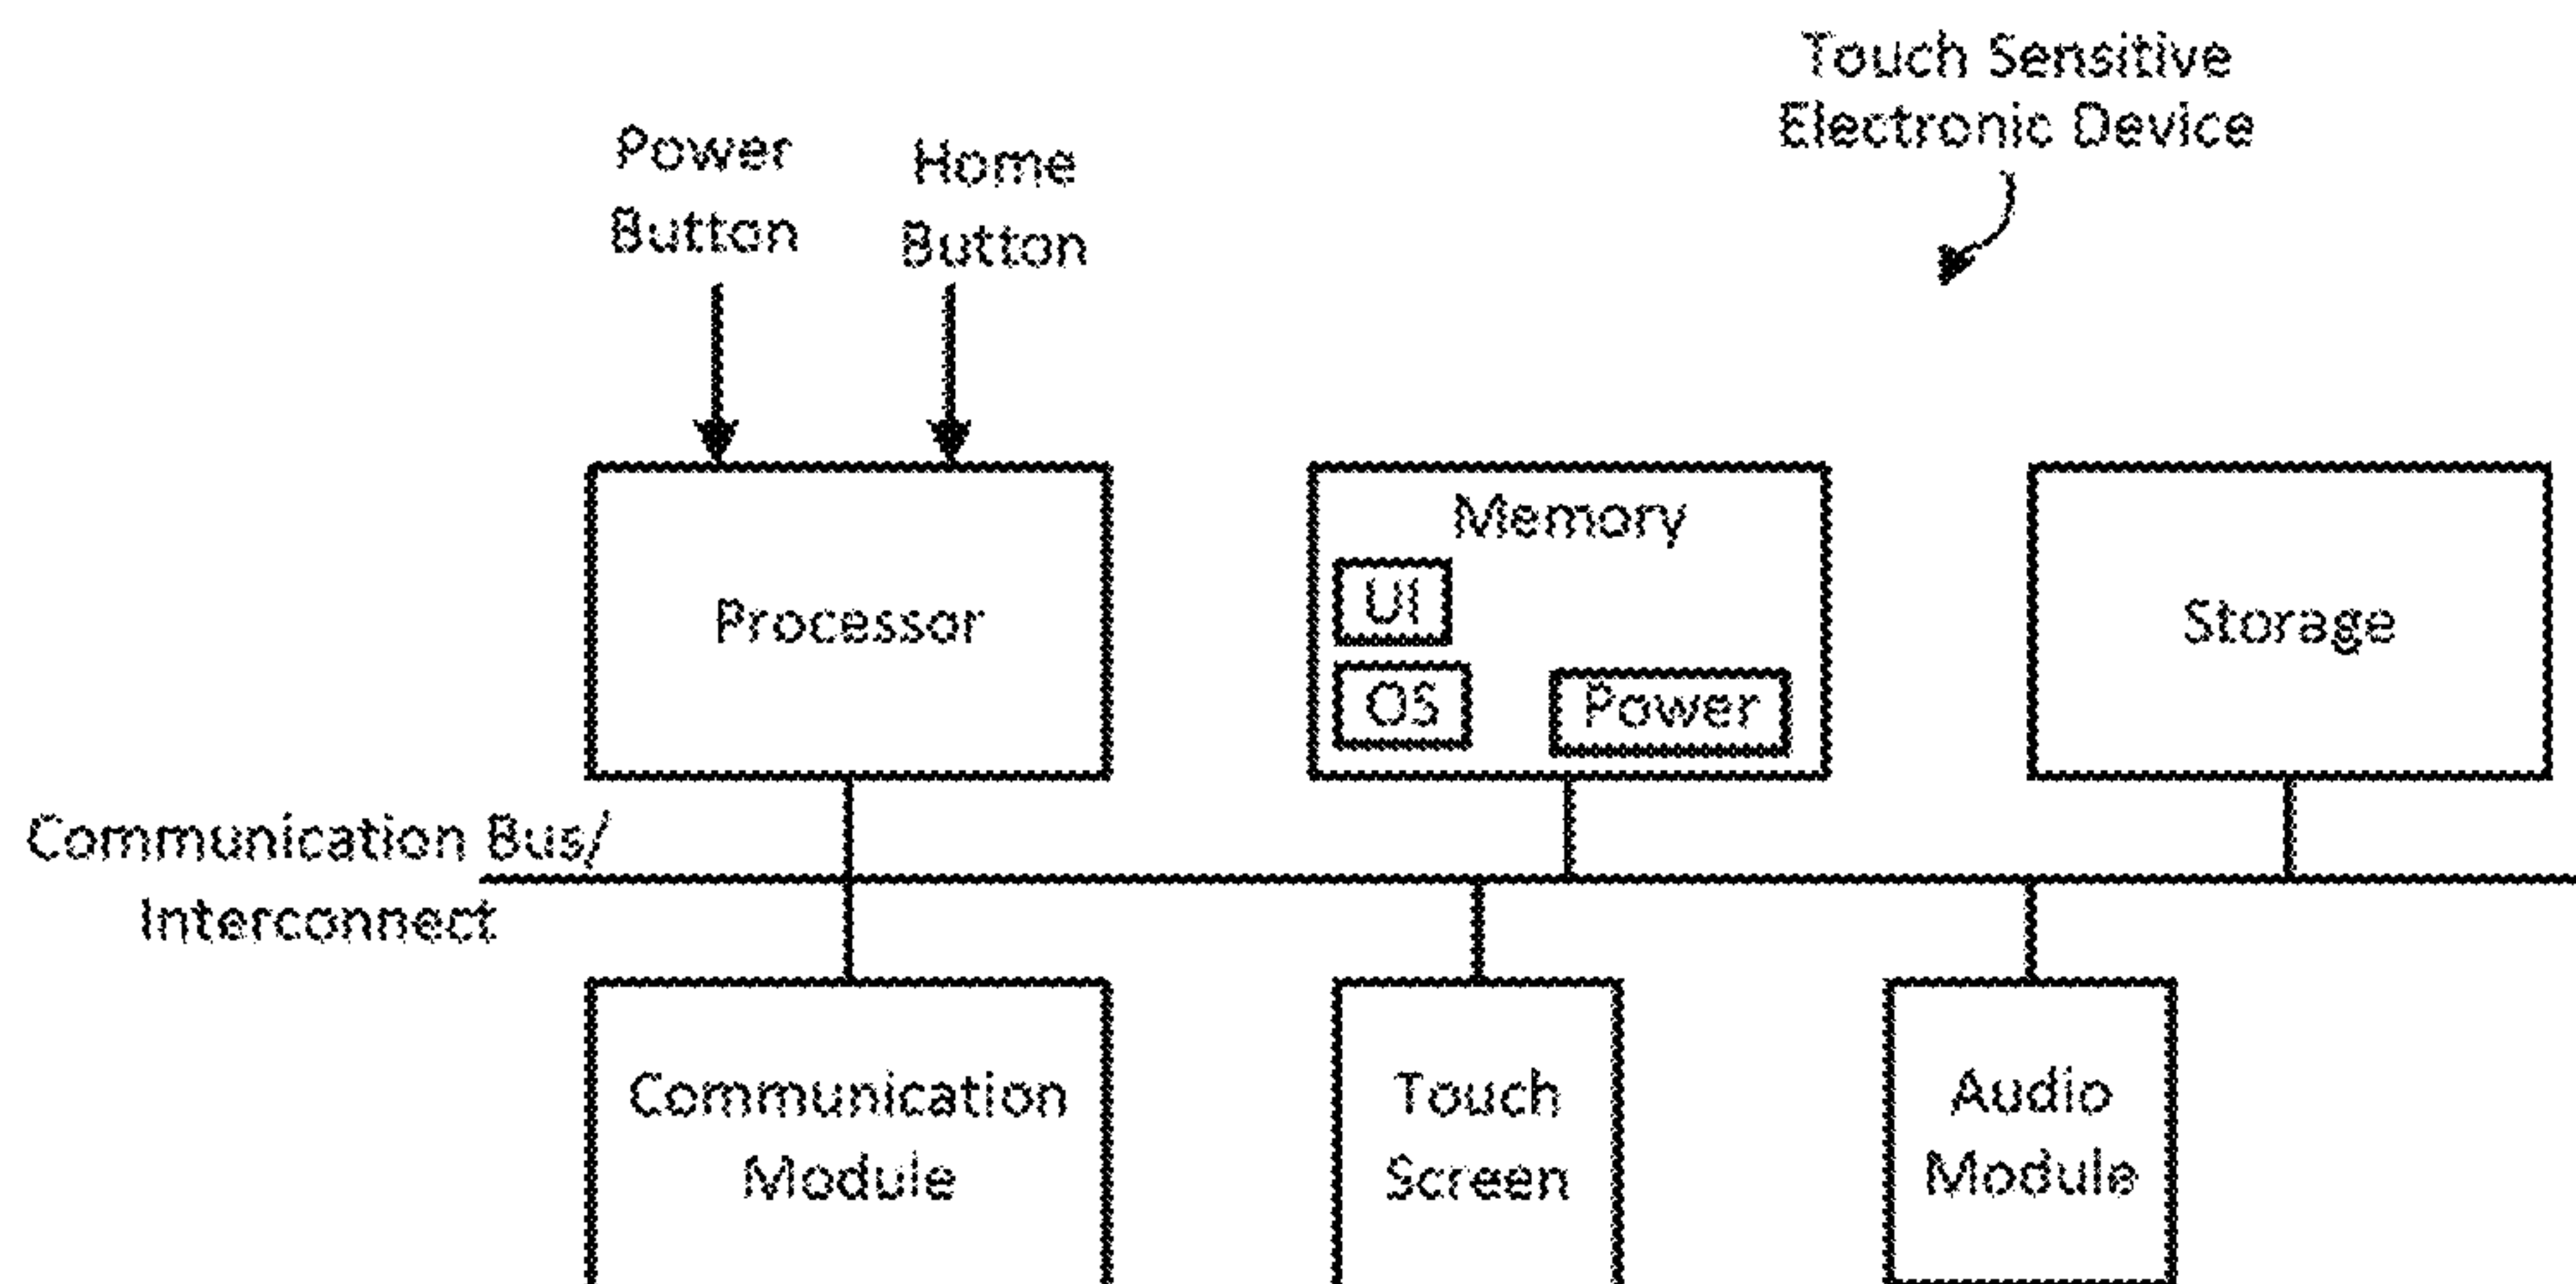 Touch Sensitive
Electronic Device
Power
Button
Home
Button
Processor
Memory
UI
OS
Power
Storage
Communication Bus/
Interconnect
Communication
Module
Touch
Screen
Audio
Module